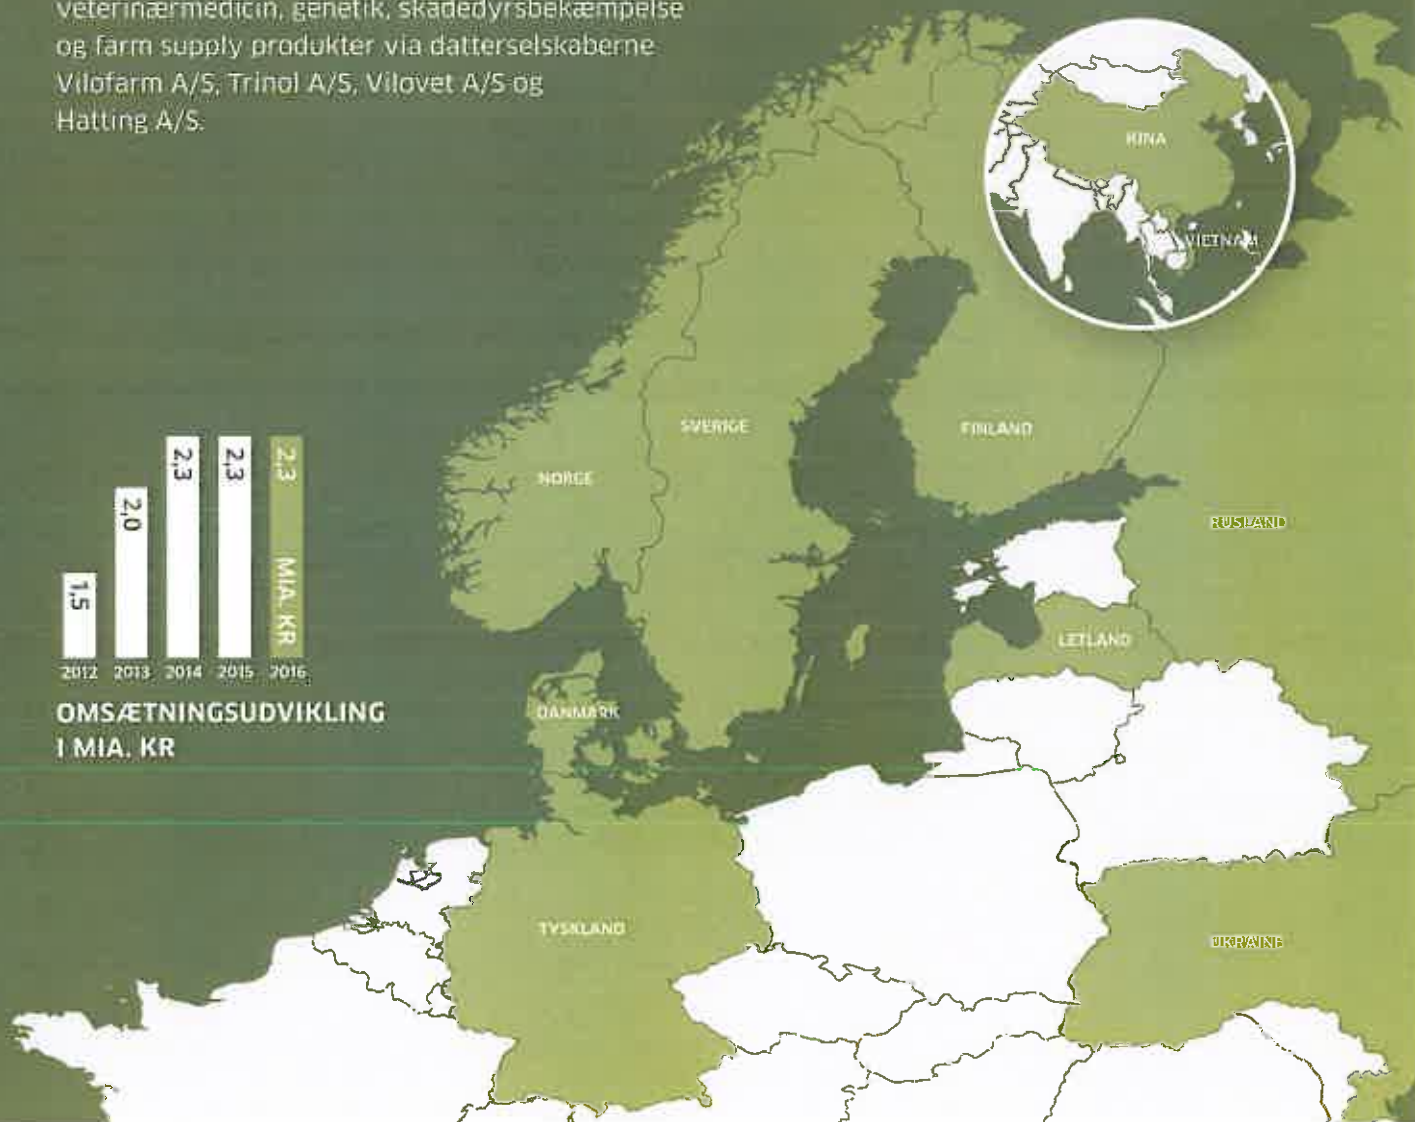 veterinærmedicin, genetik, skadedyrsbekæmpelse
og farm supply produkter via datterselskaberne
Vilofarm A/S, Trinol A/S, Vilovet A/S og
Hatting A/S.
KINA
VIETNAM
SVERIGE
FINLAND
NORGE
RUSLAND
LETLAND
DANMARK
TYSKLAND
UKRAINE
1,5
2,0
2,3
2,3
2,3 MIA. KR
2012 2013 2014 2015 2016
OMSÆTNINGSUDVIKLING
I MIA. KR